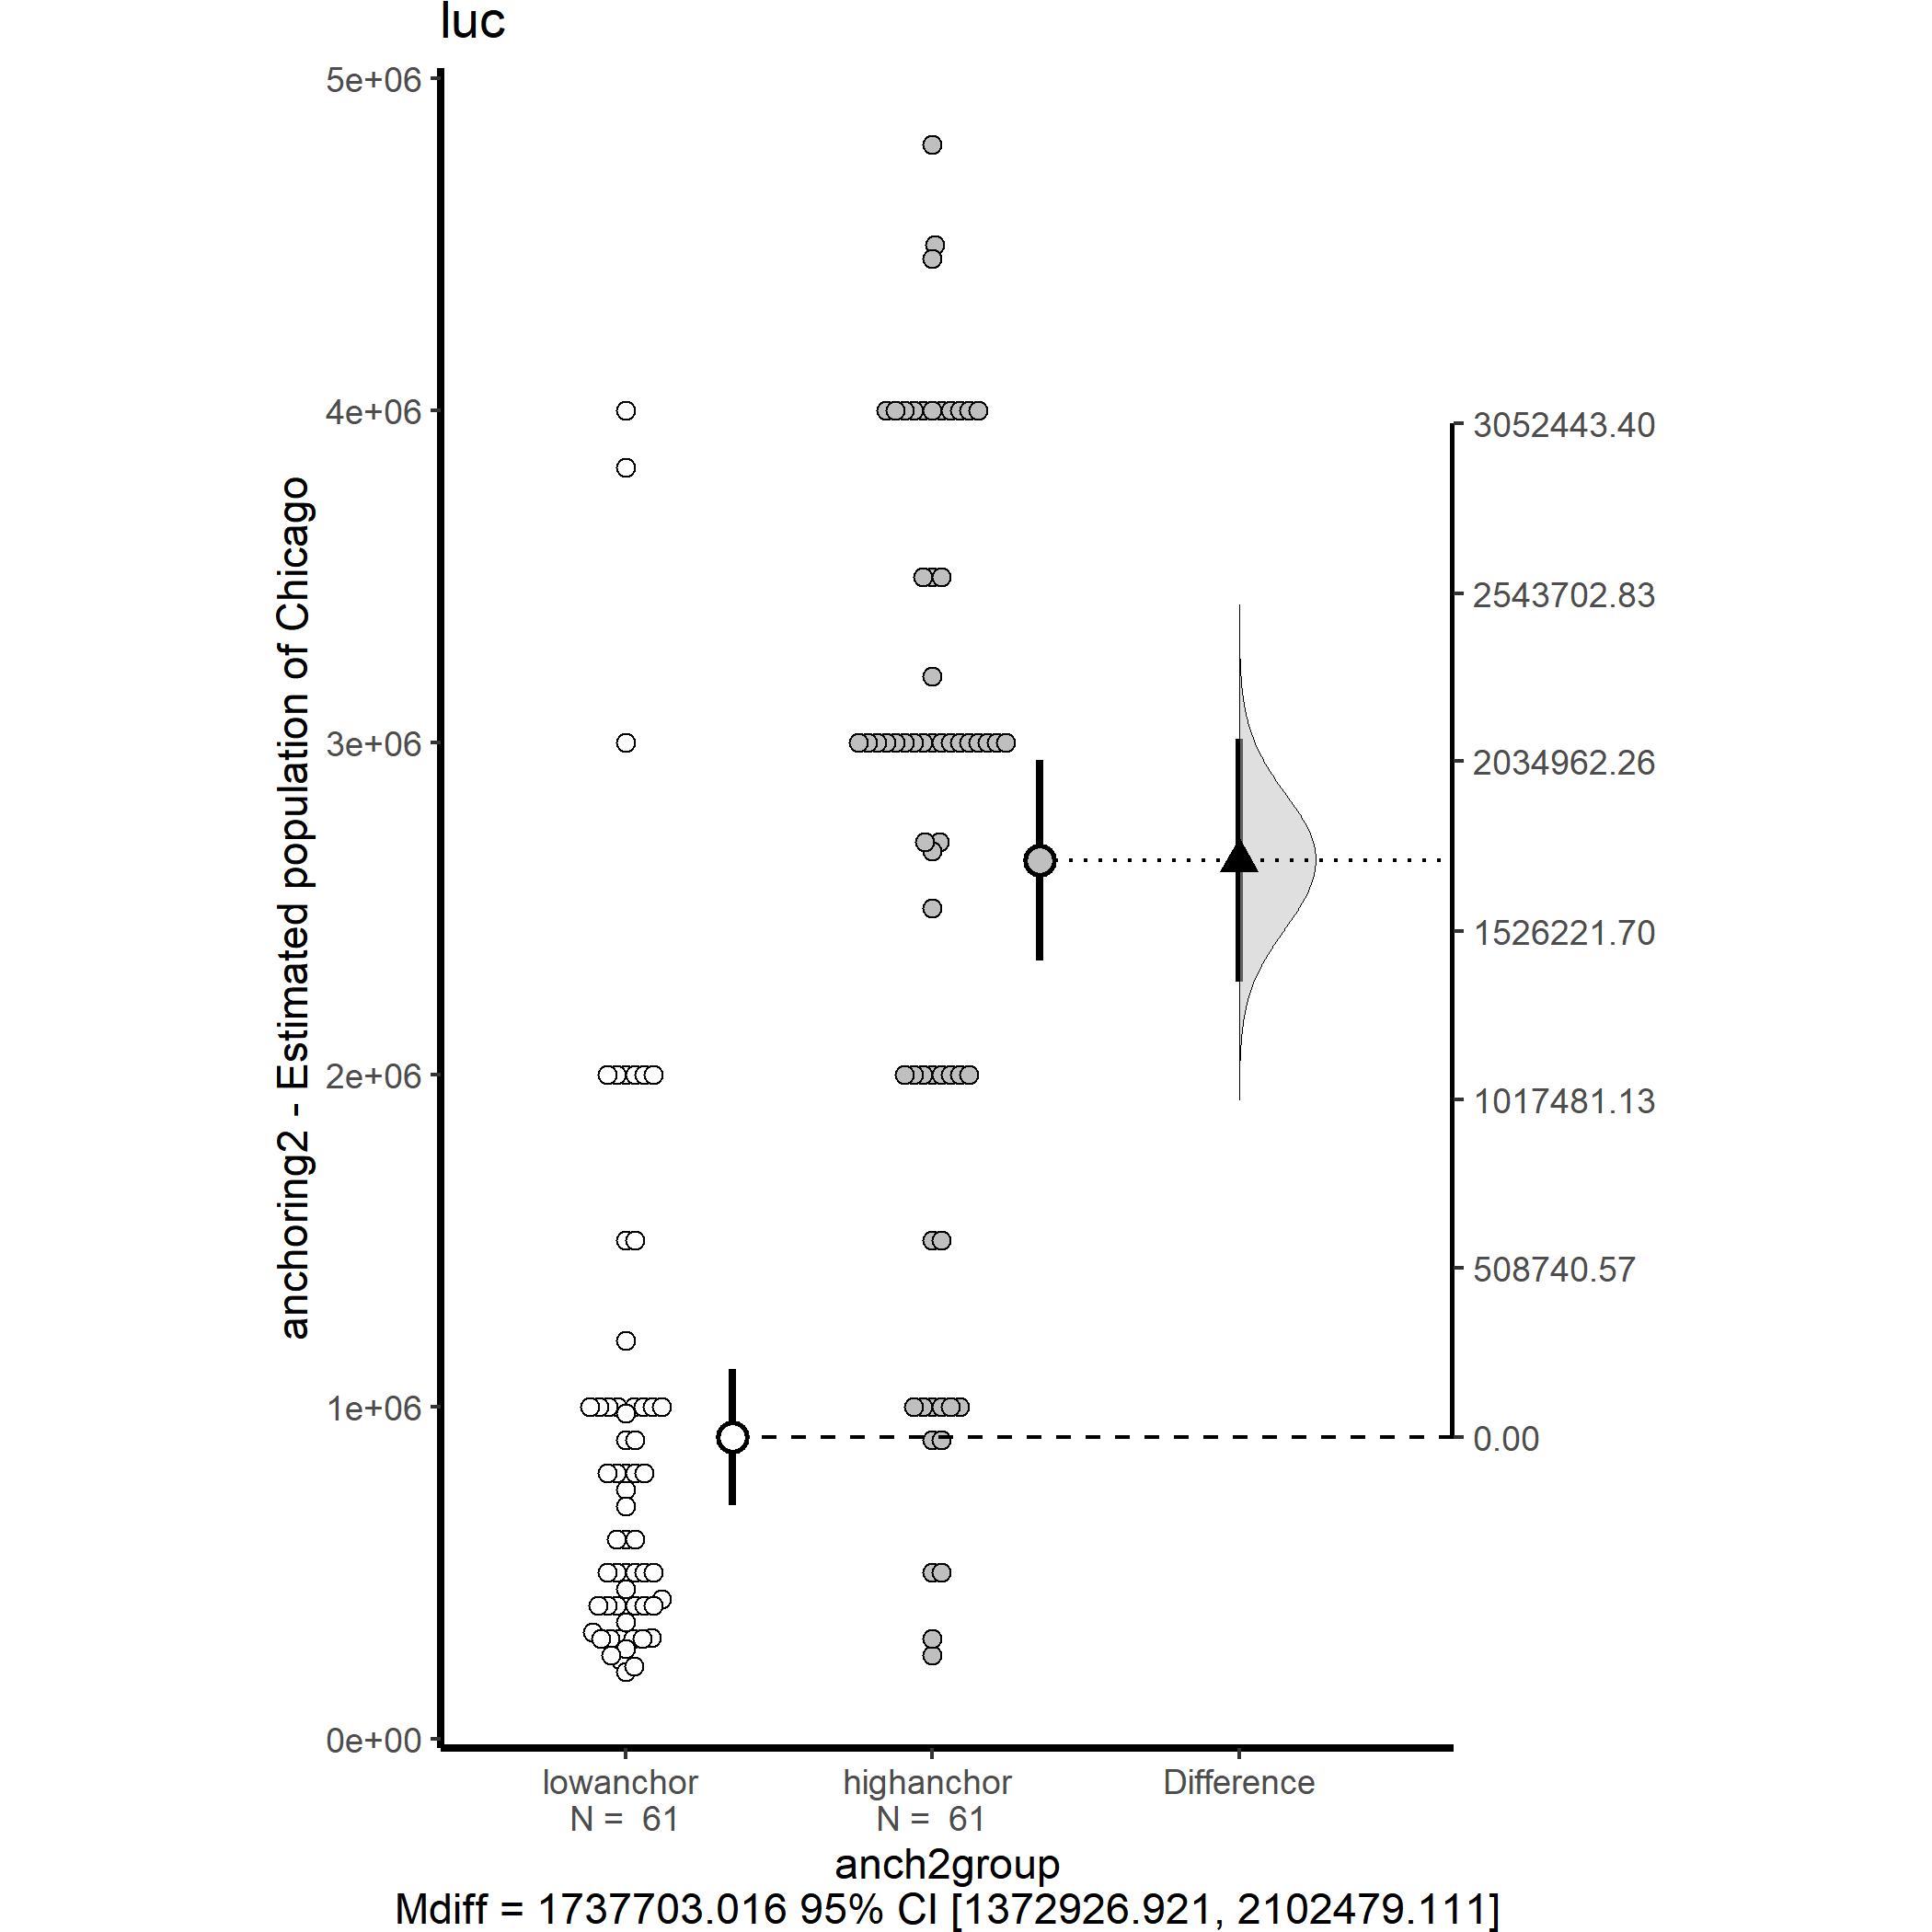 luc
anchoring2 - Estimated population of Chicago
5e+06
4e+06
3e+06
2e+06
1e+06
0e+00
3052443.40
2543702.83
2034962.26
1526221.70
1017481.13
508740.57
0.00
lowanchor
N =  61
highanchor
N =  61
Difference
anch2group
Mdiff = 1737703.016 95% CI [1372926.921, 2102479.111]